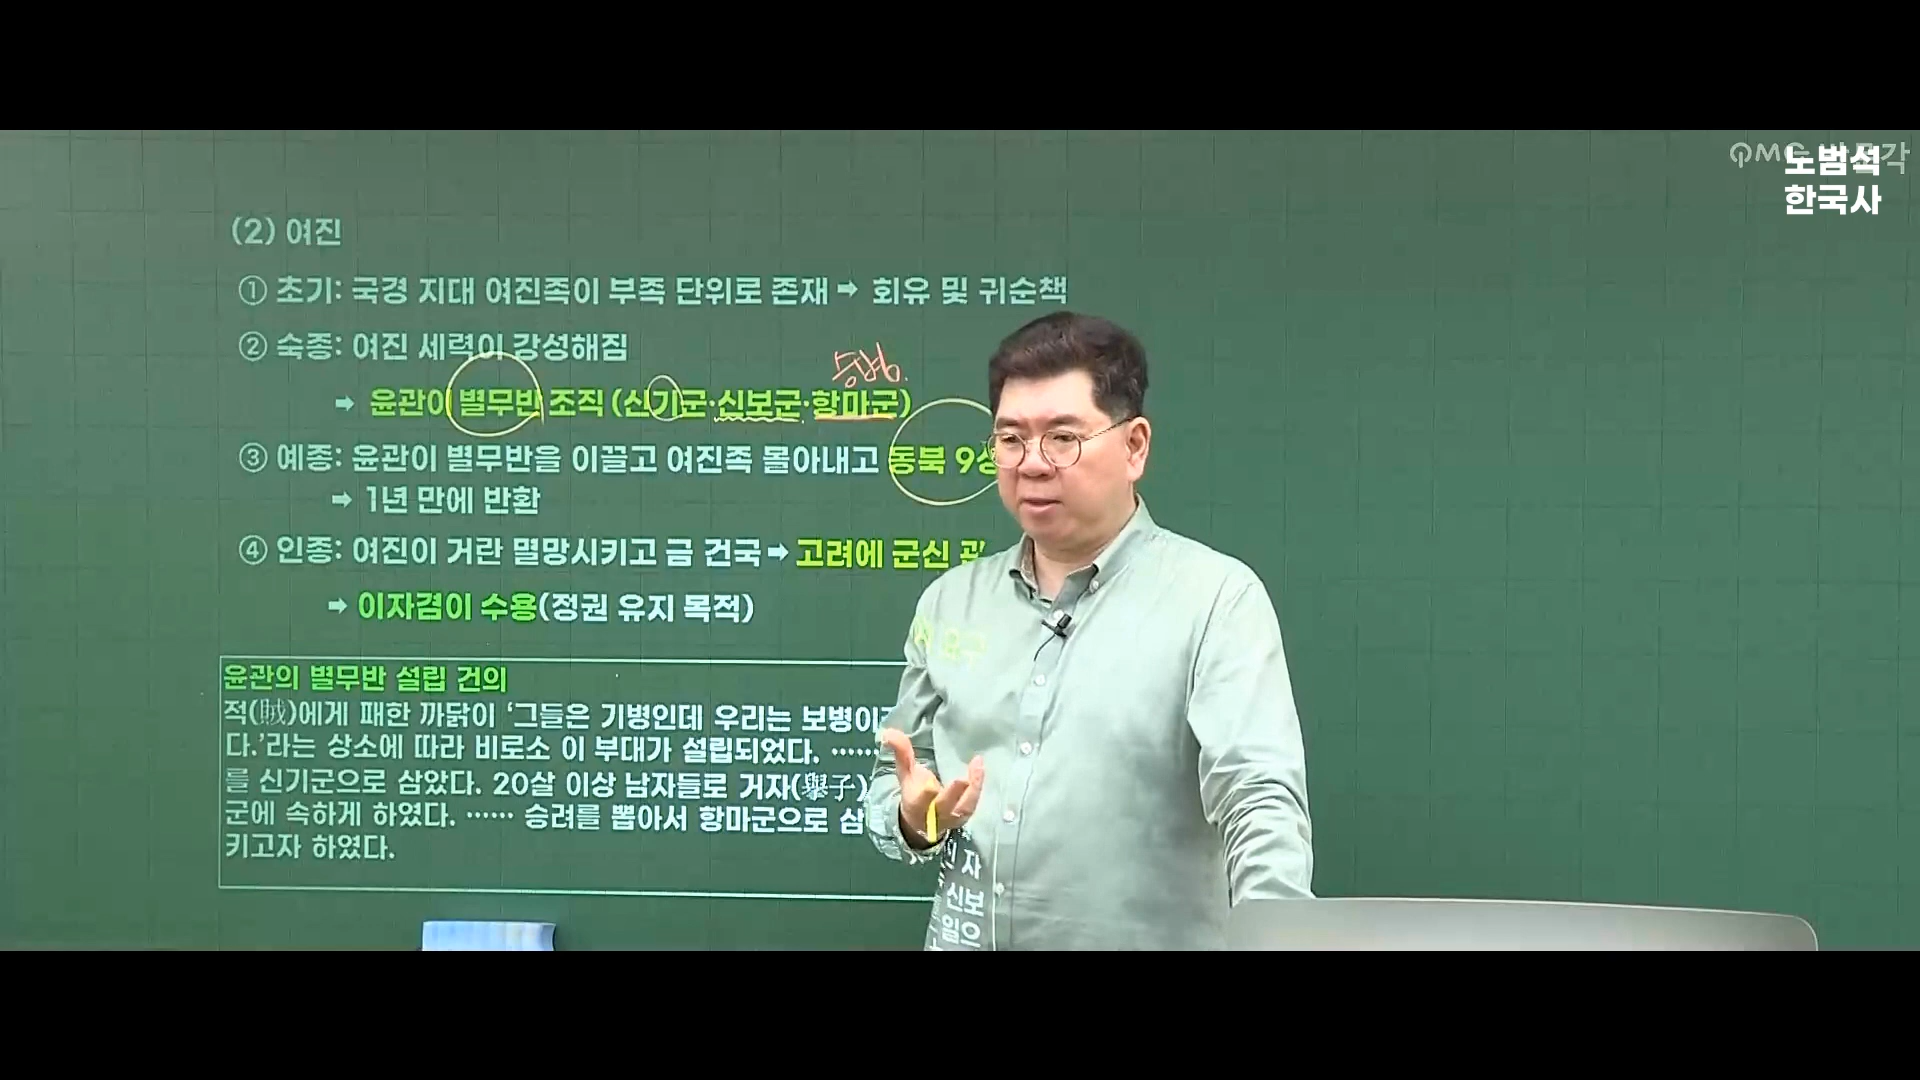 노범석
한국사
(2) 여진
① 초기: 국경 지대 여진족이 부족 단위로 존재 ➡ 회유 및 귀순책
② 숙종: 여진 세력이 강성해짐
승병.
➡ 윤관이 별무반 조직 (신기군·신보군·항마군)
③ 예종: 윤관이 별무반을 이끌고 여진족 몰아내고 동북 9성
➡ 1년 만에 반환
④ 인종: 여진이 거란 멸망시키고 금 건국 ➡ 고려에 군신 관
요구
➡ 이자겸이 수용(정권 유지 목적)
윤관의 별무반 설립 건의
적(賊)에게 패한 까닭이 ‘그들은 기병인데 우리는 보병이
다.’라는 상소에 따라 비로소 이 부대가 설립되었다. ……
를 신기군으로 삼았다. 20살 이상 남자들로 거자(擧子)
군에 속하게 하였다. …… 승려를 뽑아서 항마군으로 삼
키고자 하였다.
자
신보
일으